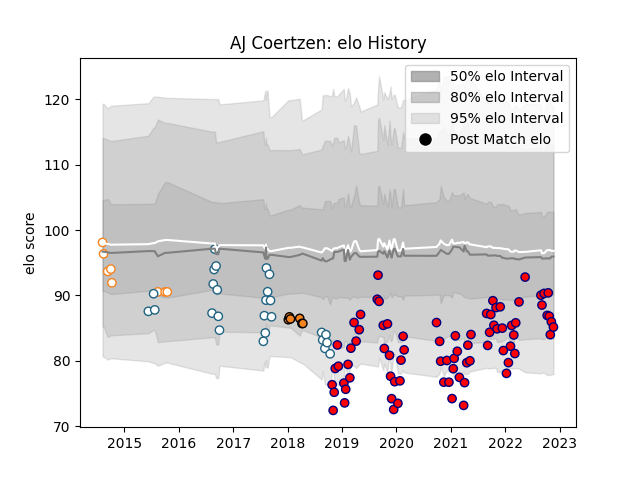 AJ Coertzen: elo History
50% elo Interval
80% elo Interval
95% elo Interval
Post Match elo
elo score
120
110
100
90
80
70
2015 2016 2017 2018 2019 2020 2021 2022 2023